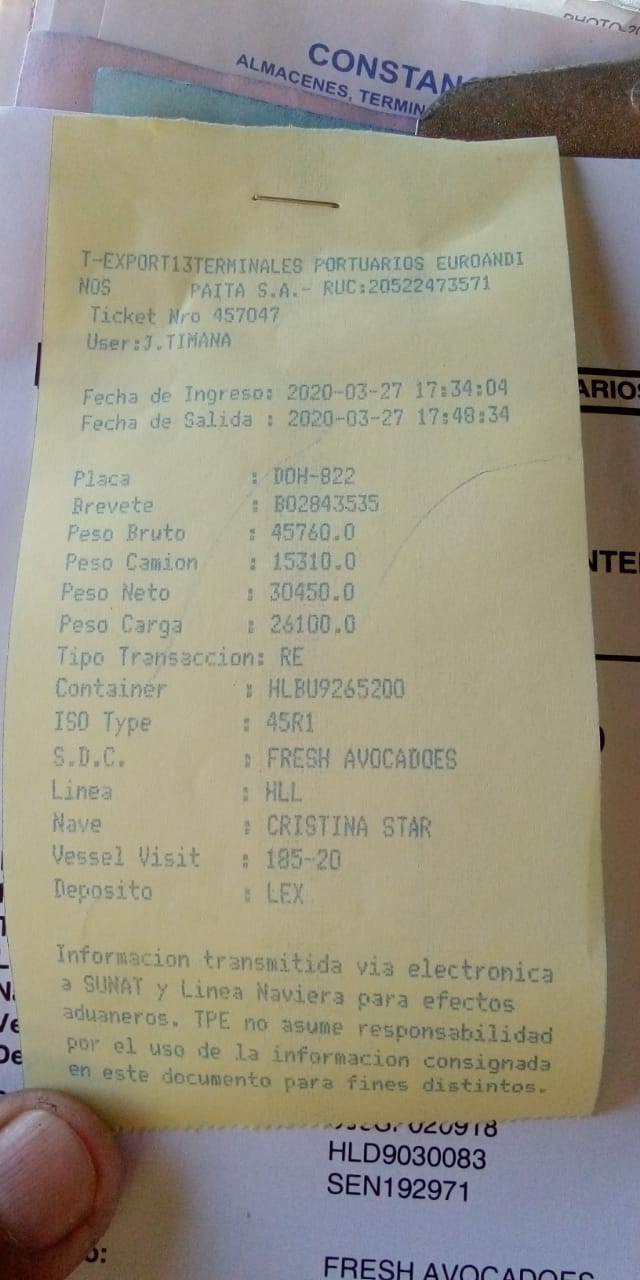 CONSTAN
ALMACENES, TERMIN
T-EXPORT13TERMINALES PORTUARIOS EUROANDI
NOS PAITA S.A.- RUC:20522473571
Ticket Nro 457047
User:J.TIMANA
Fecha de Ingreso: 2020-03-27 17:34:04
Fecha de Salida : 2020-03-27 17:48:34
Placa : DOH-822
Brevete : B02843535
Peso Bruto : 45760.0
Peso Camion : 15310.0
Peso Neto : 30450.0
Peso Carga : 26100.0
Tipo Transaccion: RE
Container : HLBU9265200
ISO Type : 45R1
S.D.C. : FRESH AVOCADOES
Linea : HLL
Nave : CRISTINA STAR
Vessel Visit : 185-20
Deposito : LEX
Informacion transmitida via electronica
a SUNAT y Linea Naviera para efectos
aduaneros. TPE no asume responsabilidad
por el uso de la informacion consignada
en este documento para fines distintos.
HLD9030083
SEN192971
FRESH AVOCADOES